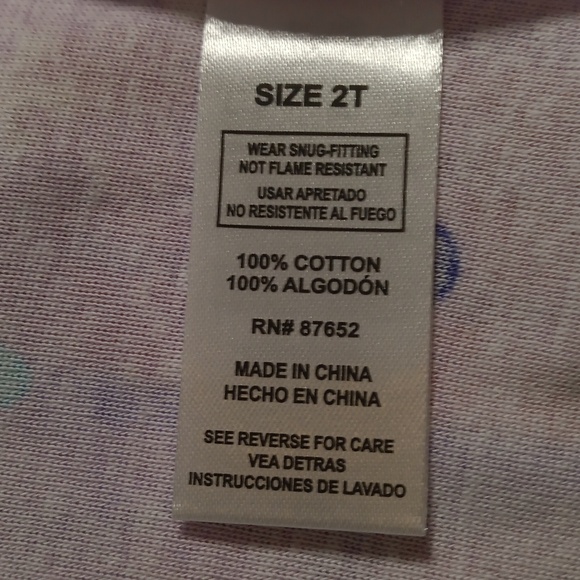 SIZE 2T
WEAR SNUG-FITTING
NOT FLAME RESISTANT
USAR APRETADO
NO RESISTENTE AL FUEGO
100% COTTON
100% ALGODÓN
RN# 87652
MADE IN CHINA
HECHO EN CHINA
SEE REVERSE FOR CARE
VEA DETRAS
INSTRUCCIONES DE LAVADO